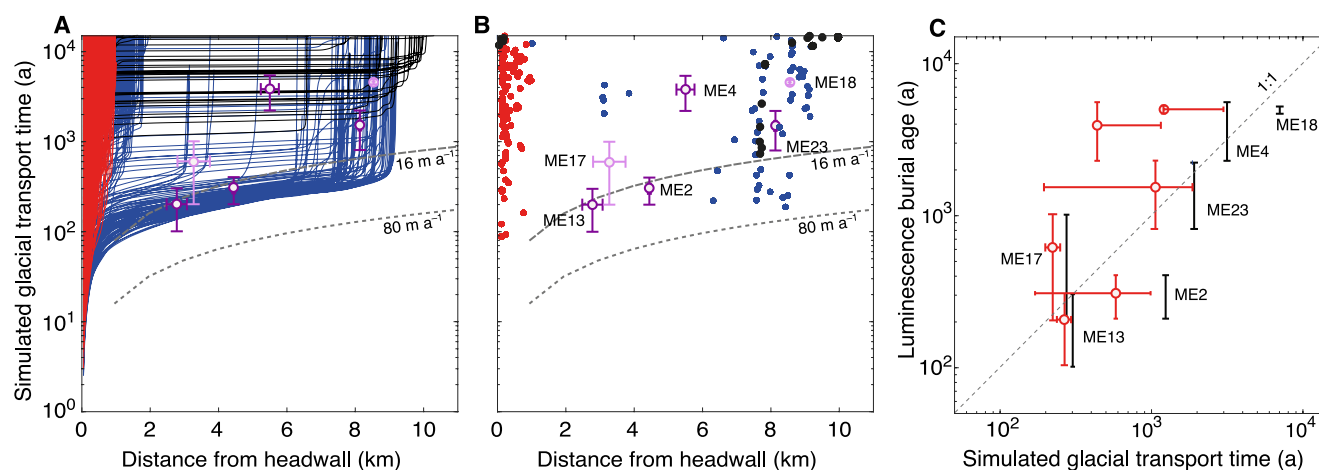 A
Simulated glacial transport time (a)
10⁴
10³
10²
10¹
10⁰
16 m a⁻¹
80 m a⁻¹
0 2 4 6 8 10
Distance from headwall (km)
B
ME4
ME18
ME17
ME23
16 m a⁻¹
ME2
ME13
80 m a⁻¹
0 2 4 6 8 10
Distance from headwall (km)
C
Luminescence burial age (a)
10⁴
10³
10²
1:1
ME18
ME4
ME23
ME17
ME2
ME13
10² 10³ 10⁴
Simulated glacial transport time (a)